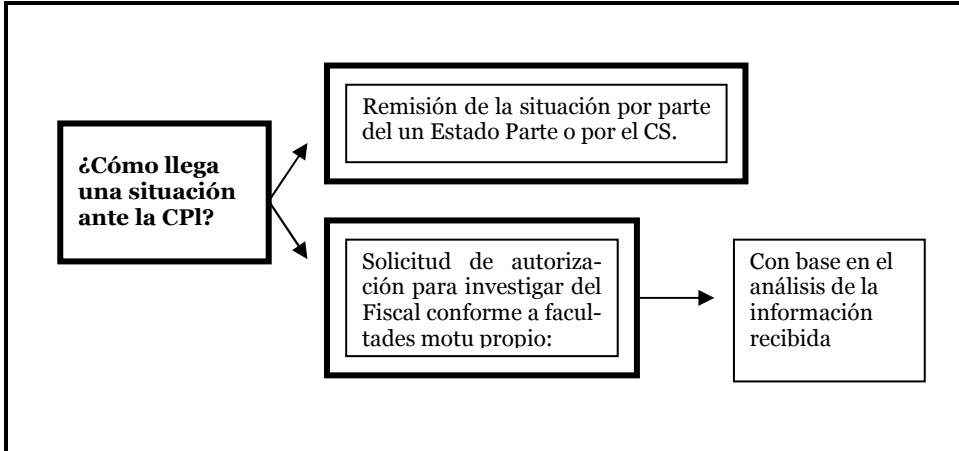 ¿Cómo llega
una situación
ante la CPl?
Remisión de la situación por parte
del un Estado Parte o por el CS.
Solicitud de autoriza-
ción para investigar del
Fiscal conforme a facul-
tades motu propio:
Con base en el
análisis de la
información
recibida